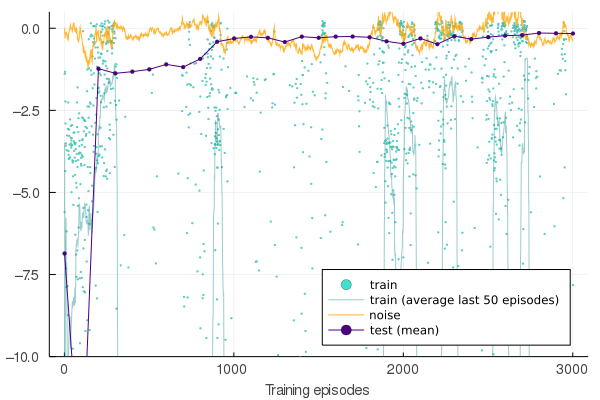 0.0
−2.5
−5.0
−7.5
−10.0
train
train (average last 50 episodes)
noise
test (mean)
0
1000
2000
3000
Training episodes